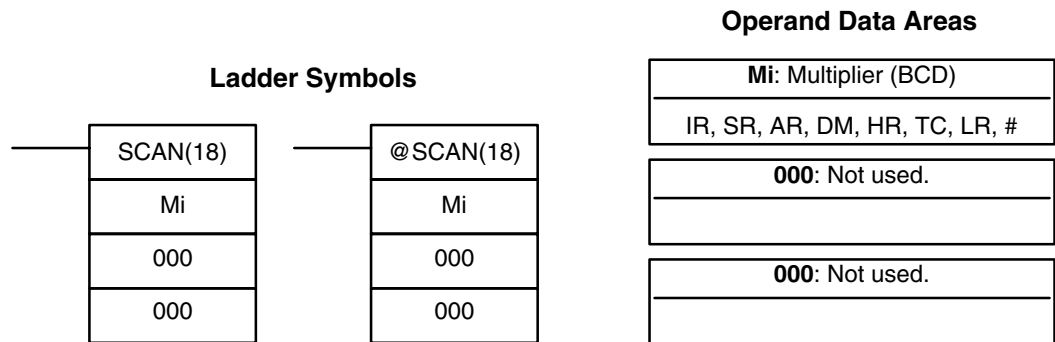 Ladder Symbols
SCAN(18)
Mi
000
000
@SCAN(18)
Mi
000
000
Operand Data Areas
Mi: Multiplier (BCD)
IR, SR, AR, DM, HR, TC, LR, #
000: Not used.
000: Not used.